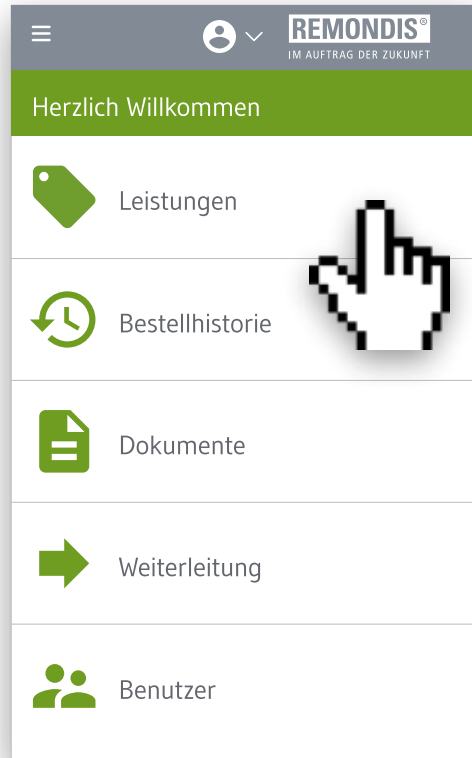 REMONDIS®
IM AUFTRAG DER ZUKUNFT
Herzlich Willkommen
Leistungen
Bestellhistorie
Dokumente
Weiterleitung
Benutzer